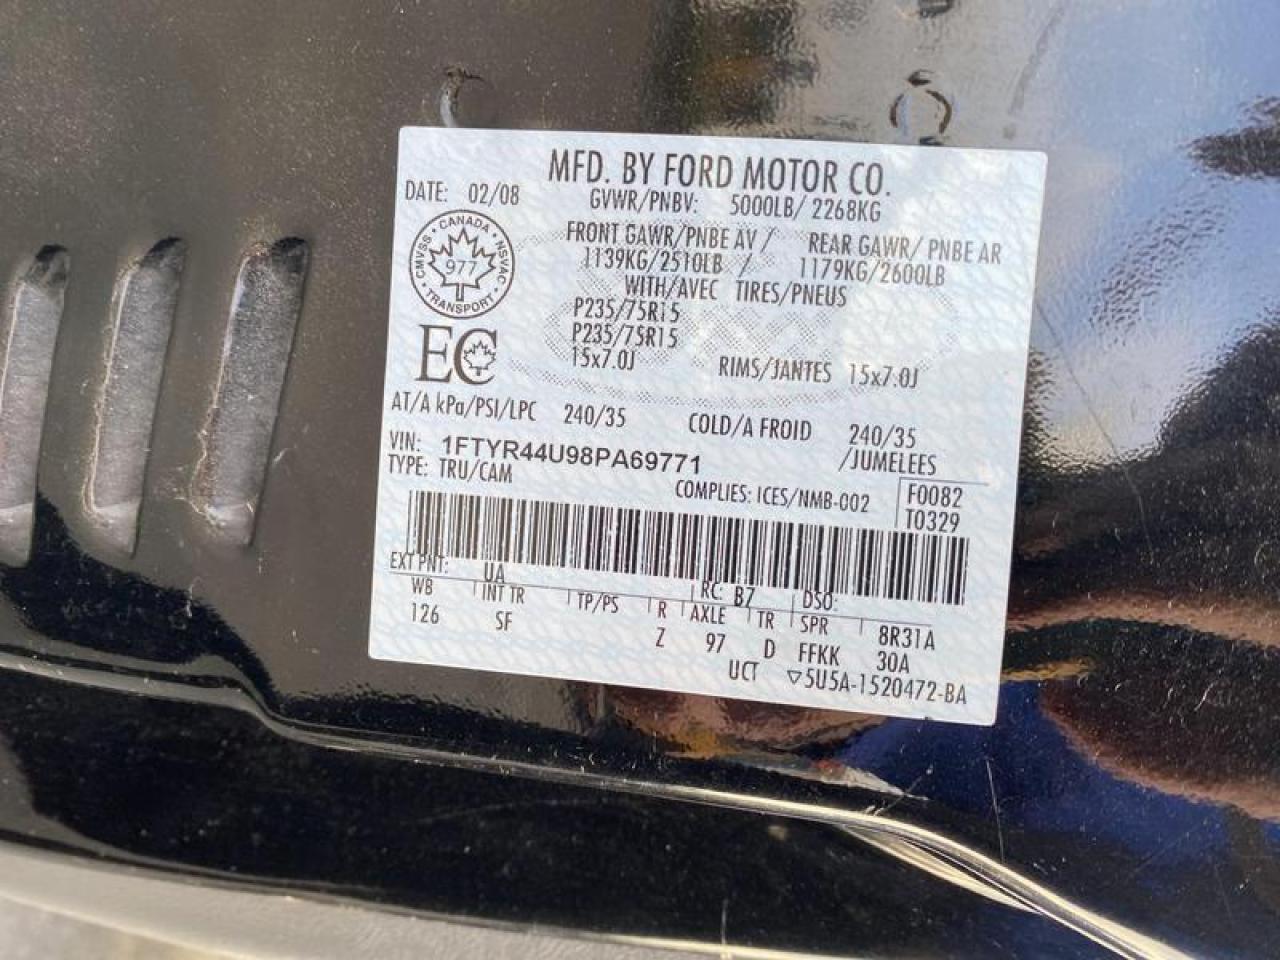 MFD. BY FORD MOTOR CO.
DATE: 02/08
GVWR/PNBV: 5000LB/ 2268KG
CMVSS • CANADA • NSVAC • TRANSPORT •
977
FRONT GAWR/PNBE AV / REAR GAWR/ PNBE AR
1139KG/2510LB / 1179KG/2600LB
WITH/AVEC TIRES/PNEUS
P235/75R15
P235/75R15
15x7.0J RIMS/JANTES 15x7.0J
EC
AT/A kPa/PSI/LPC 240/35 COLD/A FROID 240/35
VIN: 1FTYR44U98PA69771 /JUMELEES
TYPE: TRU/CAM
COMPLIES: ICES/NMB-002
F0082
T0329
EXT PNT: UA RC: B7 DSO:
WB INT TR TP/PS R AXLE TR SPR 8R31A
126 SF Z 97 D FFKK 30A
UCT ▽5U5A-1520472-BA